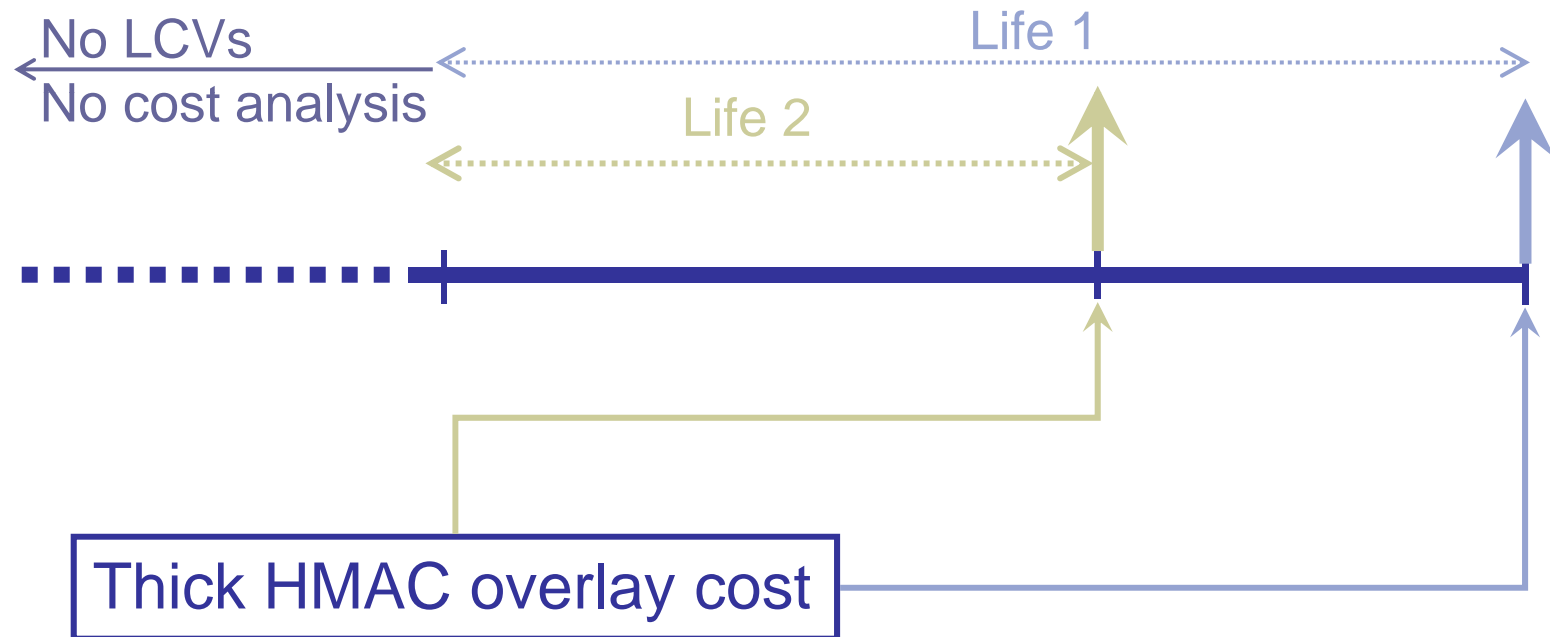 No LCVs
No cost analysis
Life 1
Life 2
Thick HMAC overlay cost